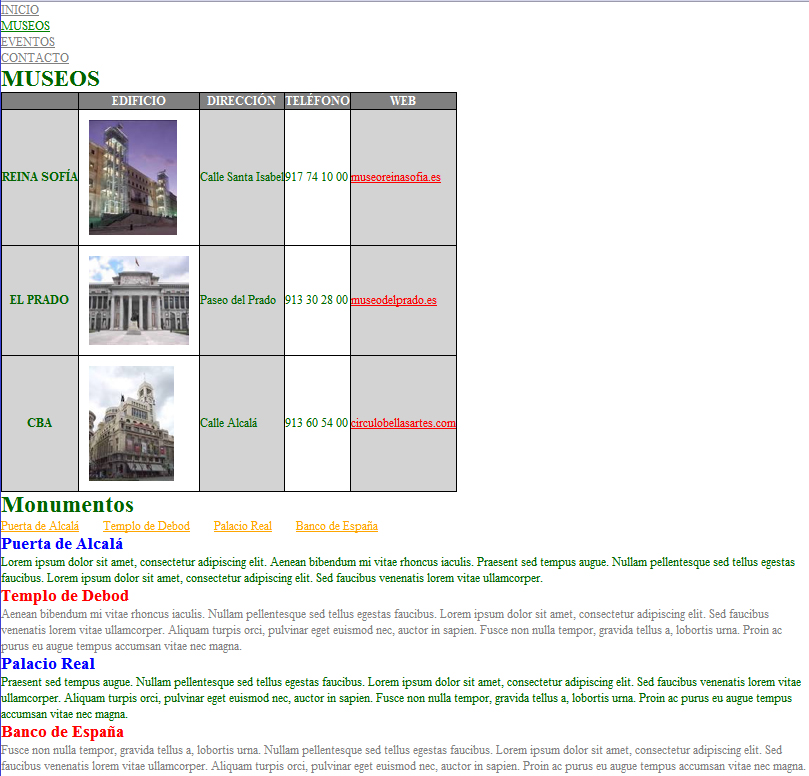 INICIO
MUSEOS
EVENTOS
CONTACTO
MUSEOS
EDIFICIO DIRECCIÓN TELÉFONO WEB
REINA SOFÍA Calle Santa Isabel 917 74 10 00 museoreinasofia.es
EL PRADO Paseo del Prado 913 30 28 00 museodelprado.es
CBA Calle Alcalá 913 60 54 00 circulobellasartes.com
Monumentos
Puerta de Alcalá Templo de Debod Palacio Real Banco de España
Puerta de Alcalá
Lorem ipsum dolor sit amet, consectetur adipiscing elit. Aenean bibendum mi vitae rhoncus iaculis. Praesent sed tempus augue. Nullam pellentesque sed tellus egestas
faucibus. Lorem ipsum dolor sit amet, consectetur adipiscing elit. Sed faucibus venenatis lorem vitae ullamcorper.
Templo de Debod
Aenean bibendum mi vitae rhoncus iaculis. Nullam pellentesque sed tellus egestas faucibus. Lorem ipsum dolor sit amet, consectetur adipiscing elit. Sed faucibus
venenatis lorem vitae ullamcorper. Aliquam turpis orci, pulvinar eget euismod nec, auctor in sapien. Fusce non nulla tempor, gravida tellus a, lobortis urna. Proin ac
purus eu augue tempus accumsan vitae nec magna.
Palacio Real
Praesent sed tempus augue. Nullam pellentesque sed tellus egestas faucibus. Lorem ipsum dolor sit amet, consectetur adipiscing elit. Sed faucibus venenatis lorem vitae
ullamcorper. Aliquam turpis orci, pulvinar eget euismod nec, auctor in sapien. Fusce non nulla tempor, gravida tellus a, lobortis urna. Proin ac purus eu augue tempus
accumsan vitae nec magna.
Banco de España
Fusce non nulla tempor, gravida tellus a, lobortis urna. Nullam pellentesque sed tellus egestas faucibus. Lorem ipsum dolor sit amet, consectetur adipiscing elit. Sed
faucibus venenatis lorem vitae ullamcorper. Aliquam turpis orci, pulvinar eget euismod nec, auctor in sapien. Proin ac purus eu augue tempus accumsan vitae nec magna.